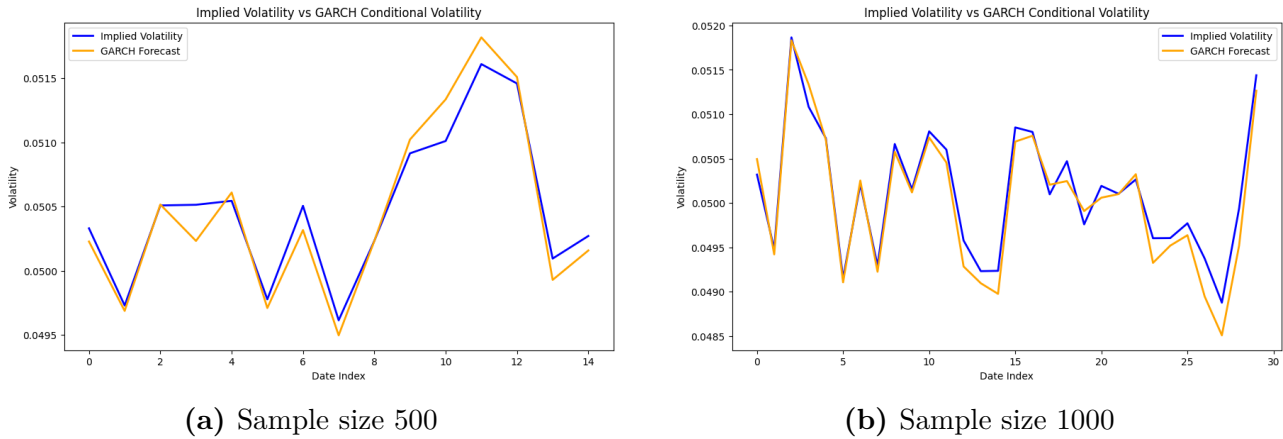 Implied Volatility vs GARCH Conditional Volatility
Implied Volatility
GARCH Forecast
Volatility
0.0515
0.0510
0.0505
0.0500
0.0495
0 2 4 6 8 10 12 14
Date Index
(a) Sample size 500
Implied Volatility vs GARCH Conditional Volatility
Implied Volatility
GARCH Forecast
Volatility
0.0520
0.0515
0.0510
0.0505
0.0500
0.0495
0.0490
0.0485
0 5 10 15 20 25 30
Date Index
(b) Sample size 1000